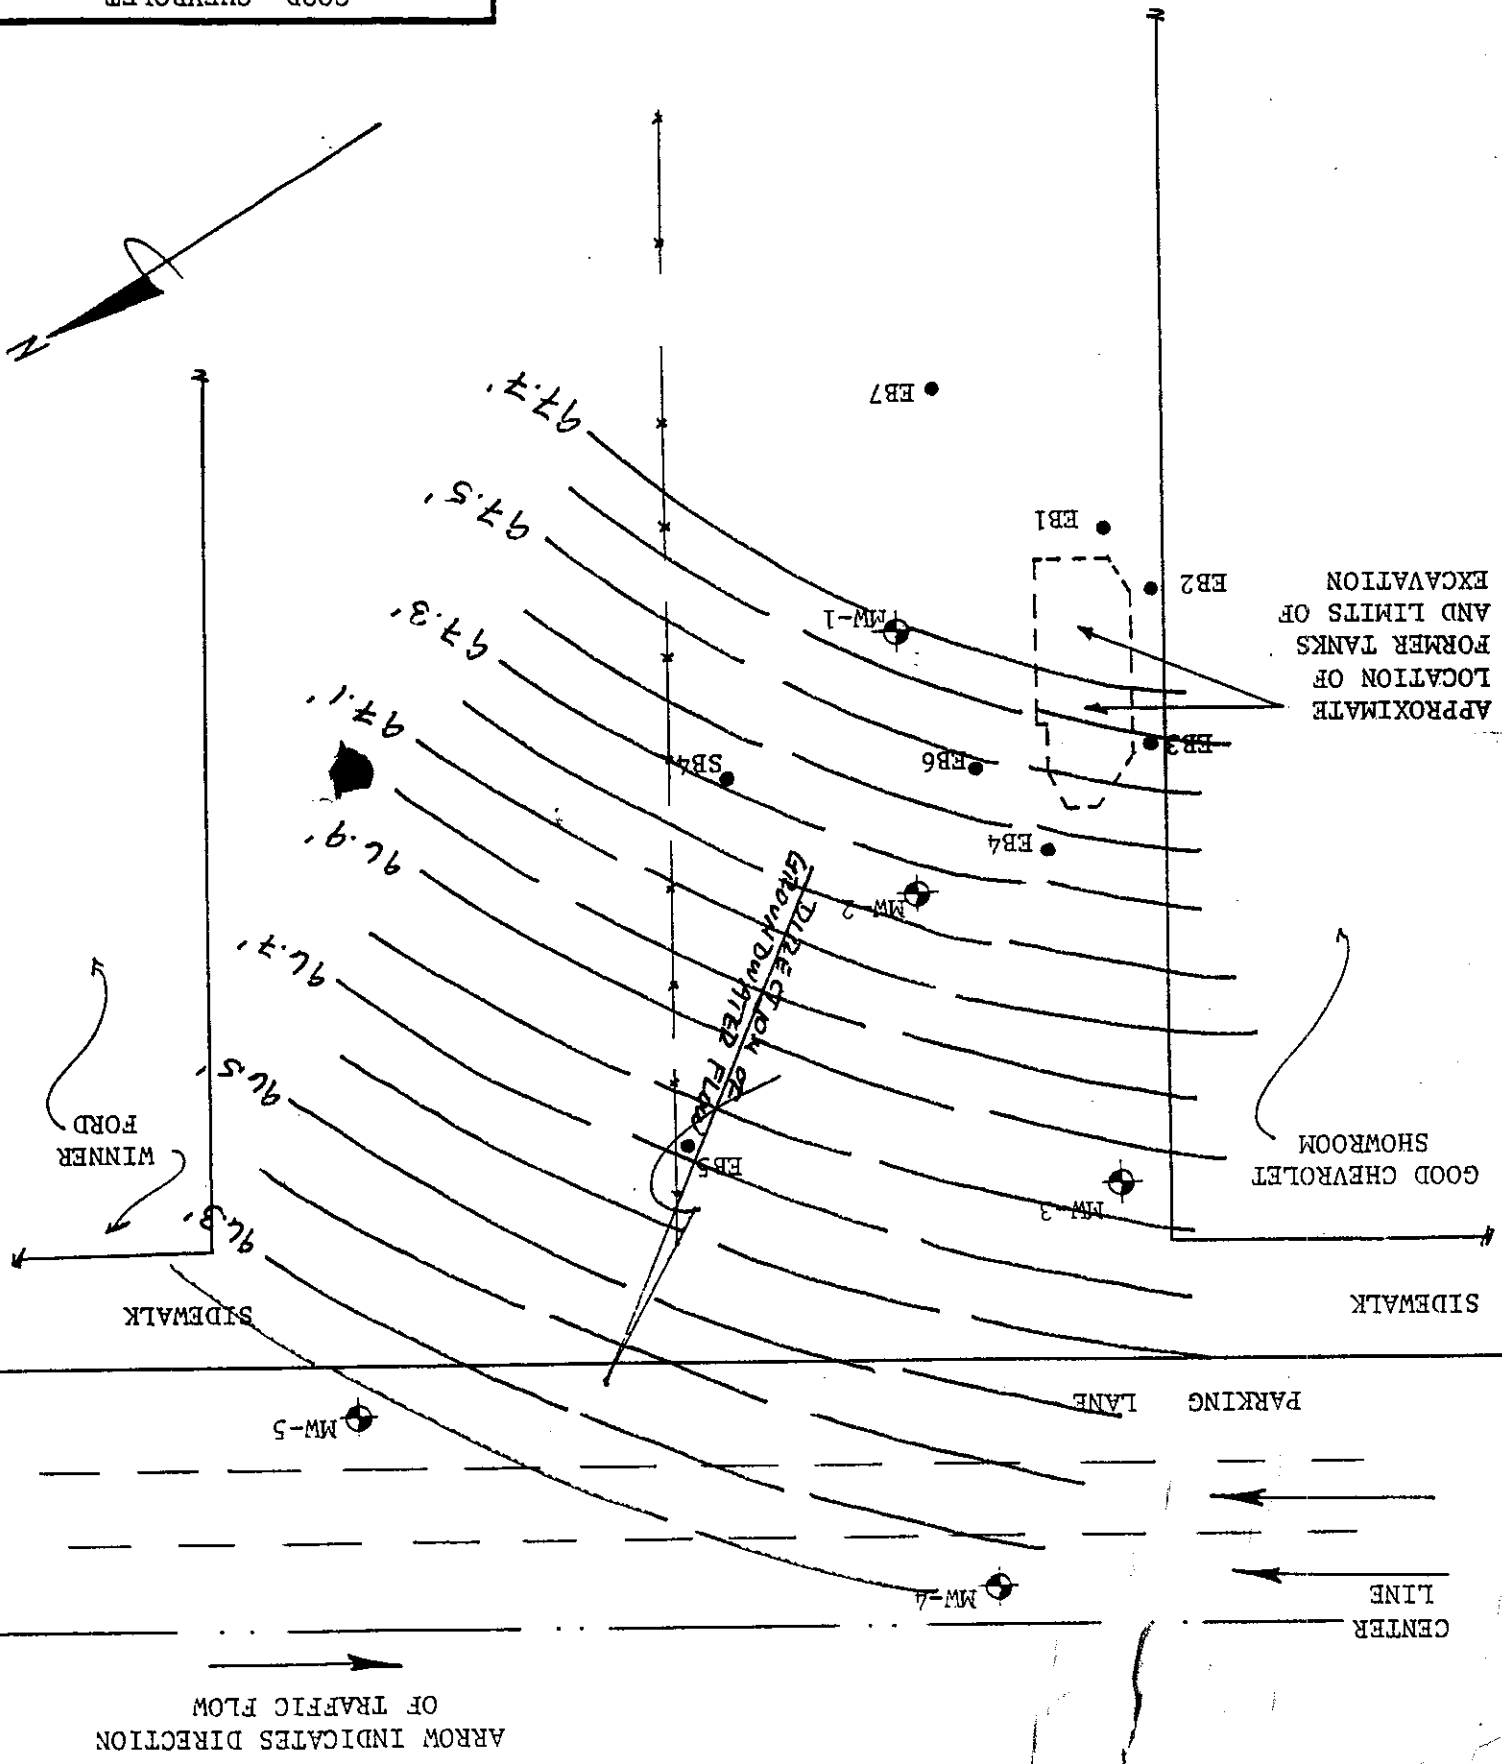 ARROW INDICATES DIRECTION
OF TRAFFIC FLOW
CENTER
LINE
MW-4
MW-5
PARKING LANE
SIDEWALK
SIDEWALK
96.3'
GOOD CHEVROLET
SHOWROOM
MW-3
EB5
WINNER
FORD
96.5'
96.7'
DIRECTION OF
GROUNDWATER FLOW
MW-2
96.9'
EB4
EB6
SB4
97.1'
EB3
APPROXIMATE
LOCATION OF
FORMER TANKS
AND LIMITS OF
EXCAVATION
97.3'
MW-1
EB2
EB1
97.5'
EB7
97.7'
N
GOOD CHEVROLET